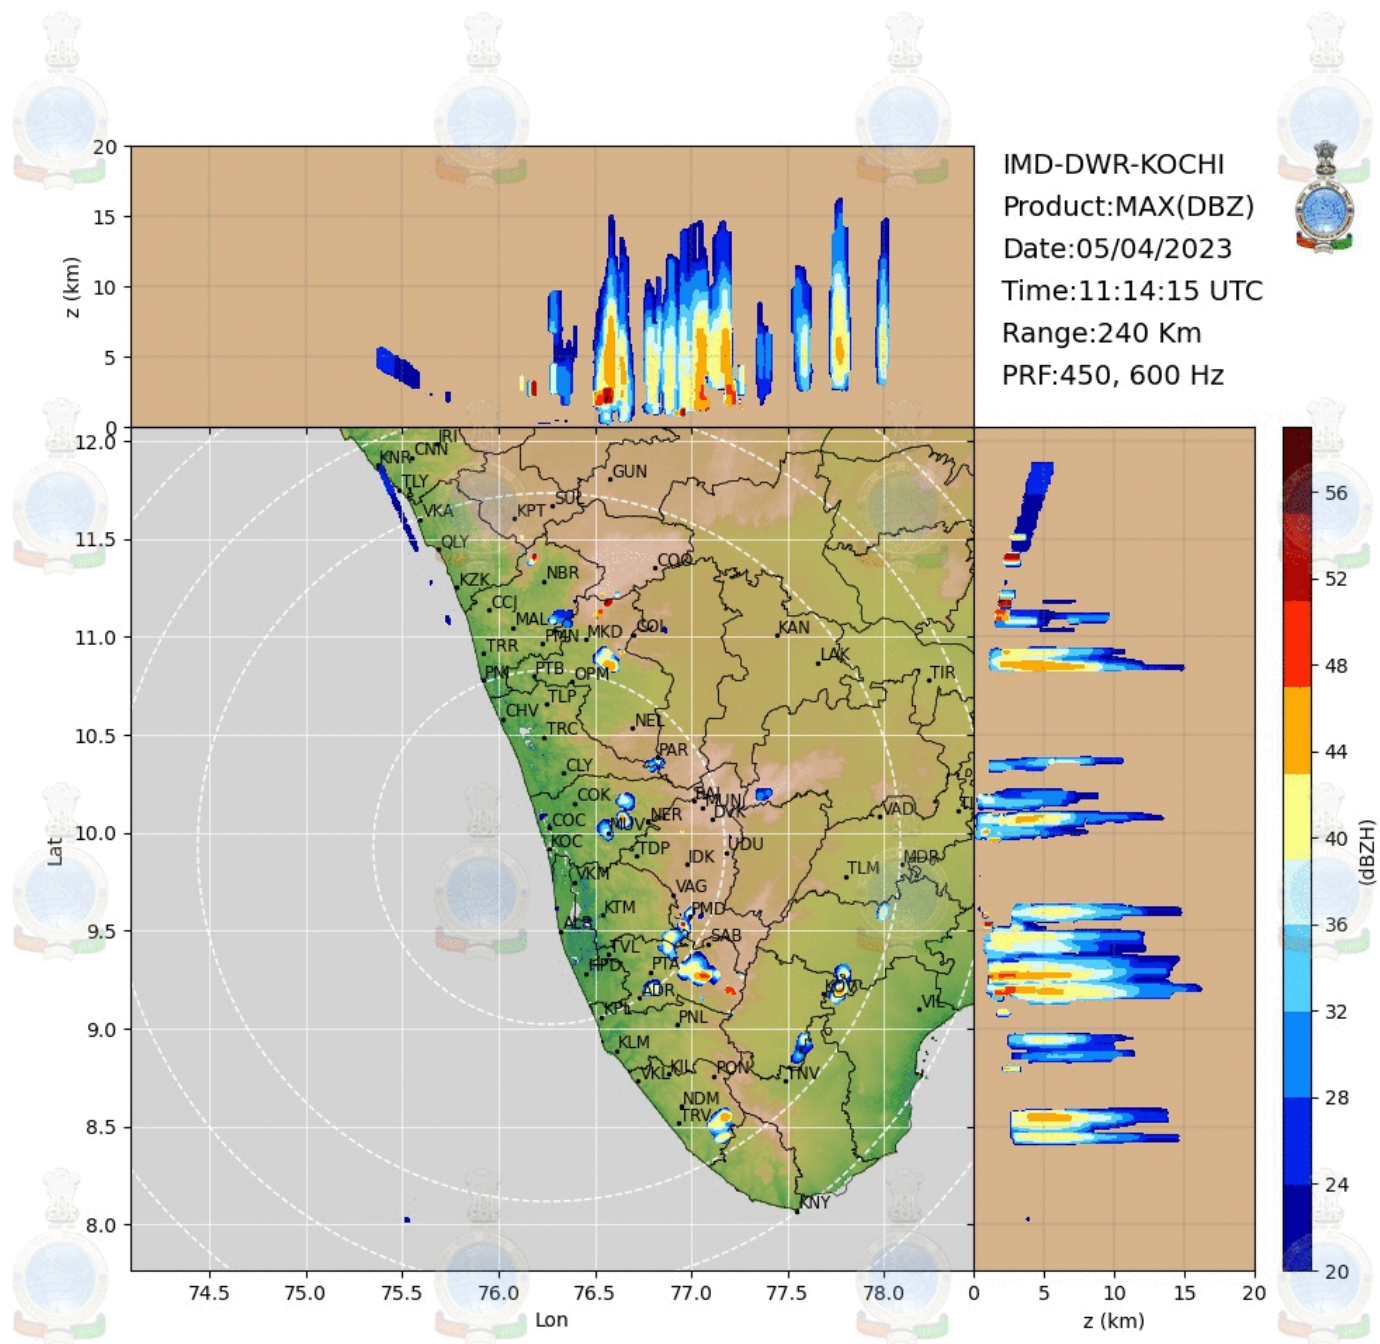 IMD-DWR-KOCHI
Product:MAX(DBZ)
Date:05/04/2023
Time:11:14:15 UTC
Range:240 Km
PRF:450, 600 Hz
20
15
10
5
0
z (km)
12.0
11.5
11.0
10.5
10.0
9.5
9.0
8.5
8.0
Lat
IRI
CNN
KNR
TLY
GUN
SUL
KPT
VKA
QLY
COO
KZK
NBR
CCJ
MAL
PMN
MKD
COI
KAN
TRR
LAK
PNI
PTB
OPM
TIR
TLP
CHV
NEL
TRC
PAR
CLY
COK
MUN
DVK
VAD
COC
MUV
NER
KOC
TDP
IDK
UDU
TLM
MDR
VKM
VAG
KTM
PMD
ALP
TVL
SAB
HPD
PTA
ADR
KOV
KPL
PNL
VIL
KLM
VKL
KIL
PON
TNV
NDM
TRV
KNY
74.5 75.0 75.5 76.0 76.5 77.0 77.5 78.0
Lon
0 5 10 15 20
z (km)
56
52
48
44
40
36
32
28
24
20
(dBZH)